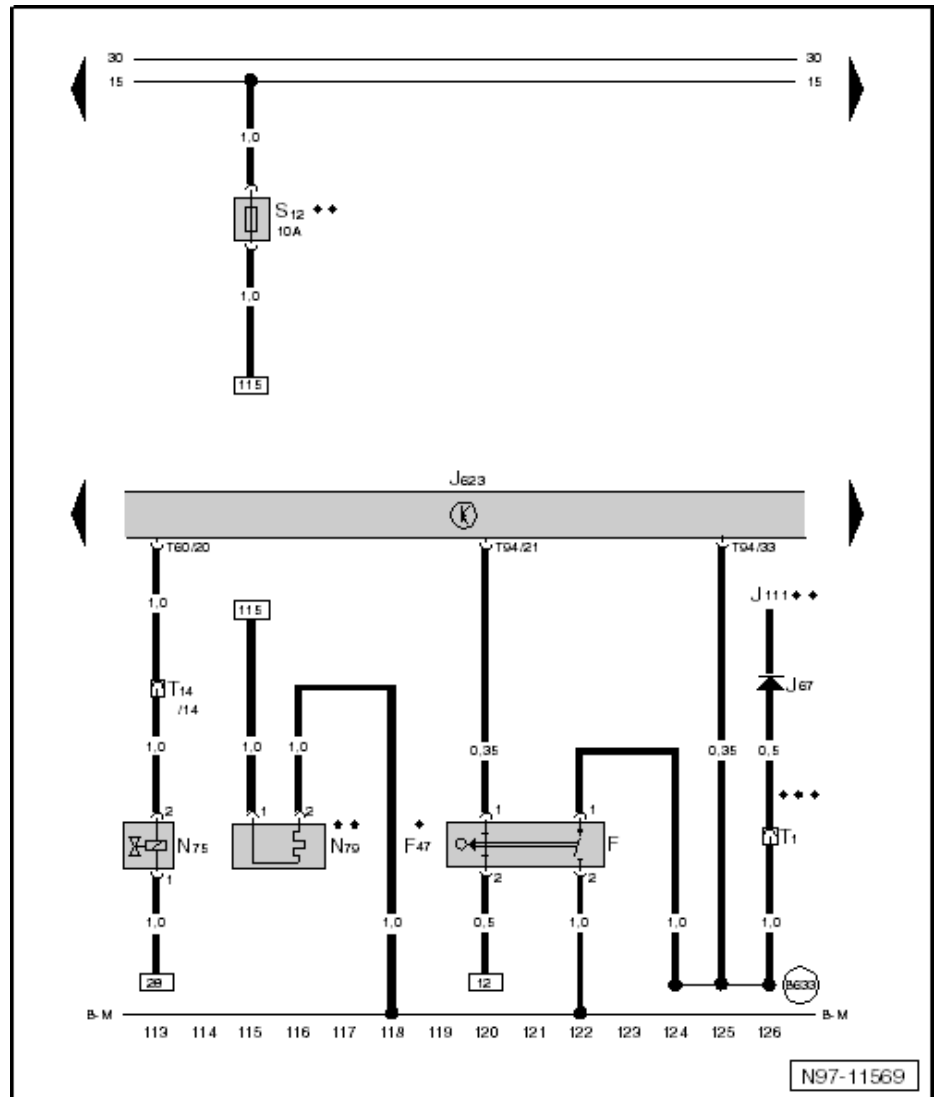 30 30
15 15
1,0
S12 ♦ ♦
10A
1,0
115
J623
T60/20 T94/21 T94/33
1,0 115 J111 ♦ ♦
T14
/14
J67
1,0 1,0 1,0 0,35 0,35 0,5
♦ ♦ ♦
2 1 2 ♦ ♦ ♦ 1 1
N75 N79 F47 F T1
1 2 2
1,0 1,0 0,5 1,0 1,0 1,0
28 12 B633
B-M B-M
113 114 115 116 117 118 119 120 121 122 123 124 125 126
N97-11569